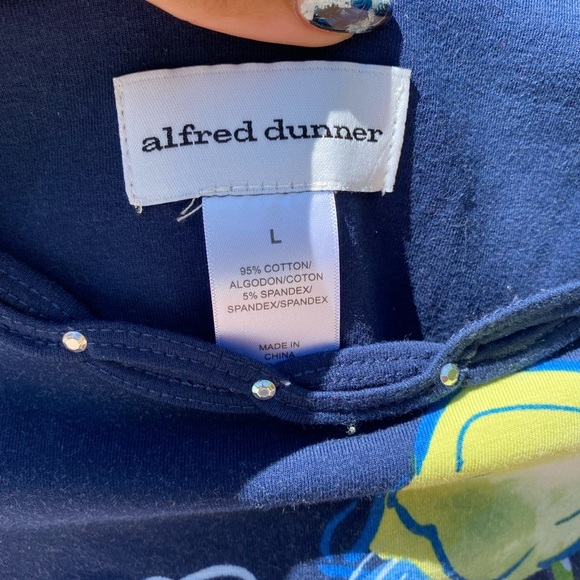 alfred dunner
L
95% COTTON/
ALGODON/COTON
5% SPANDEX/
SPANDEX/SPANDEX
MADE IN
CHINA